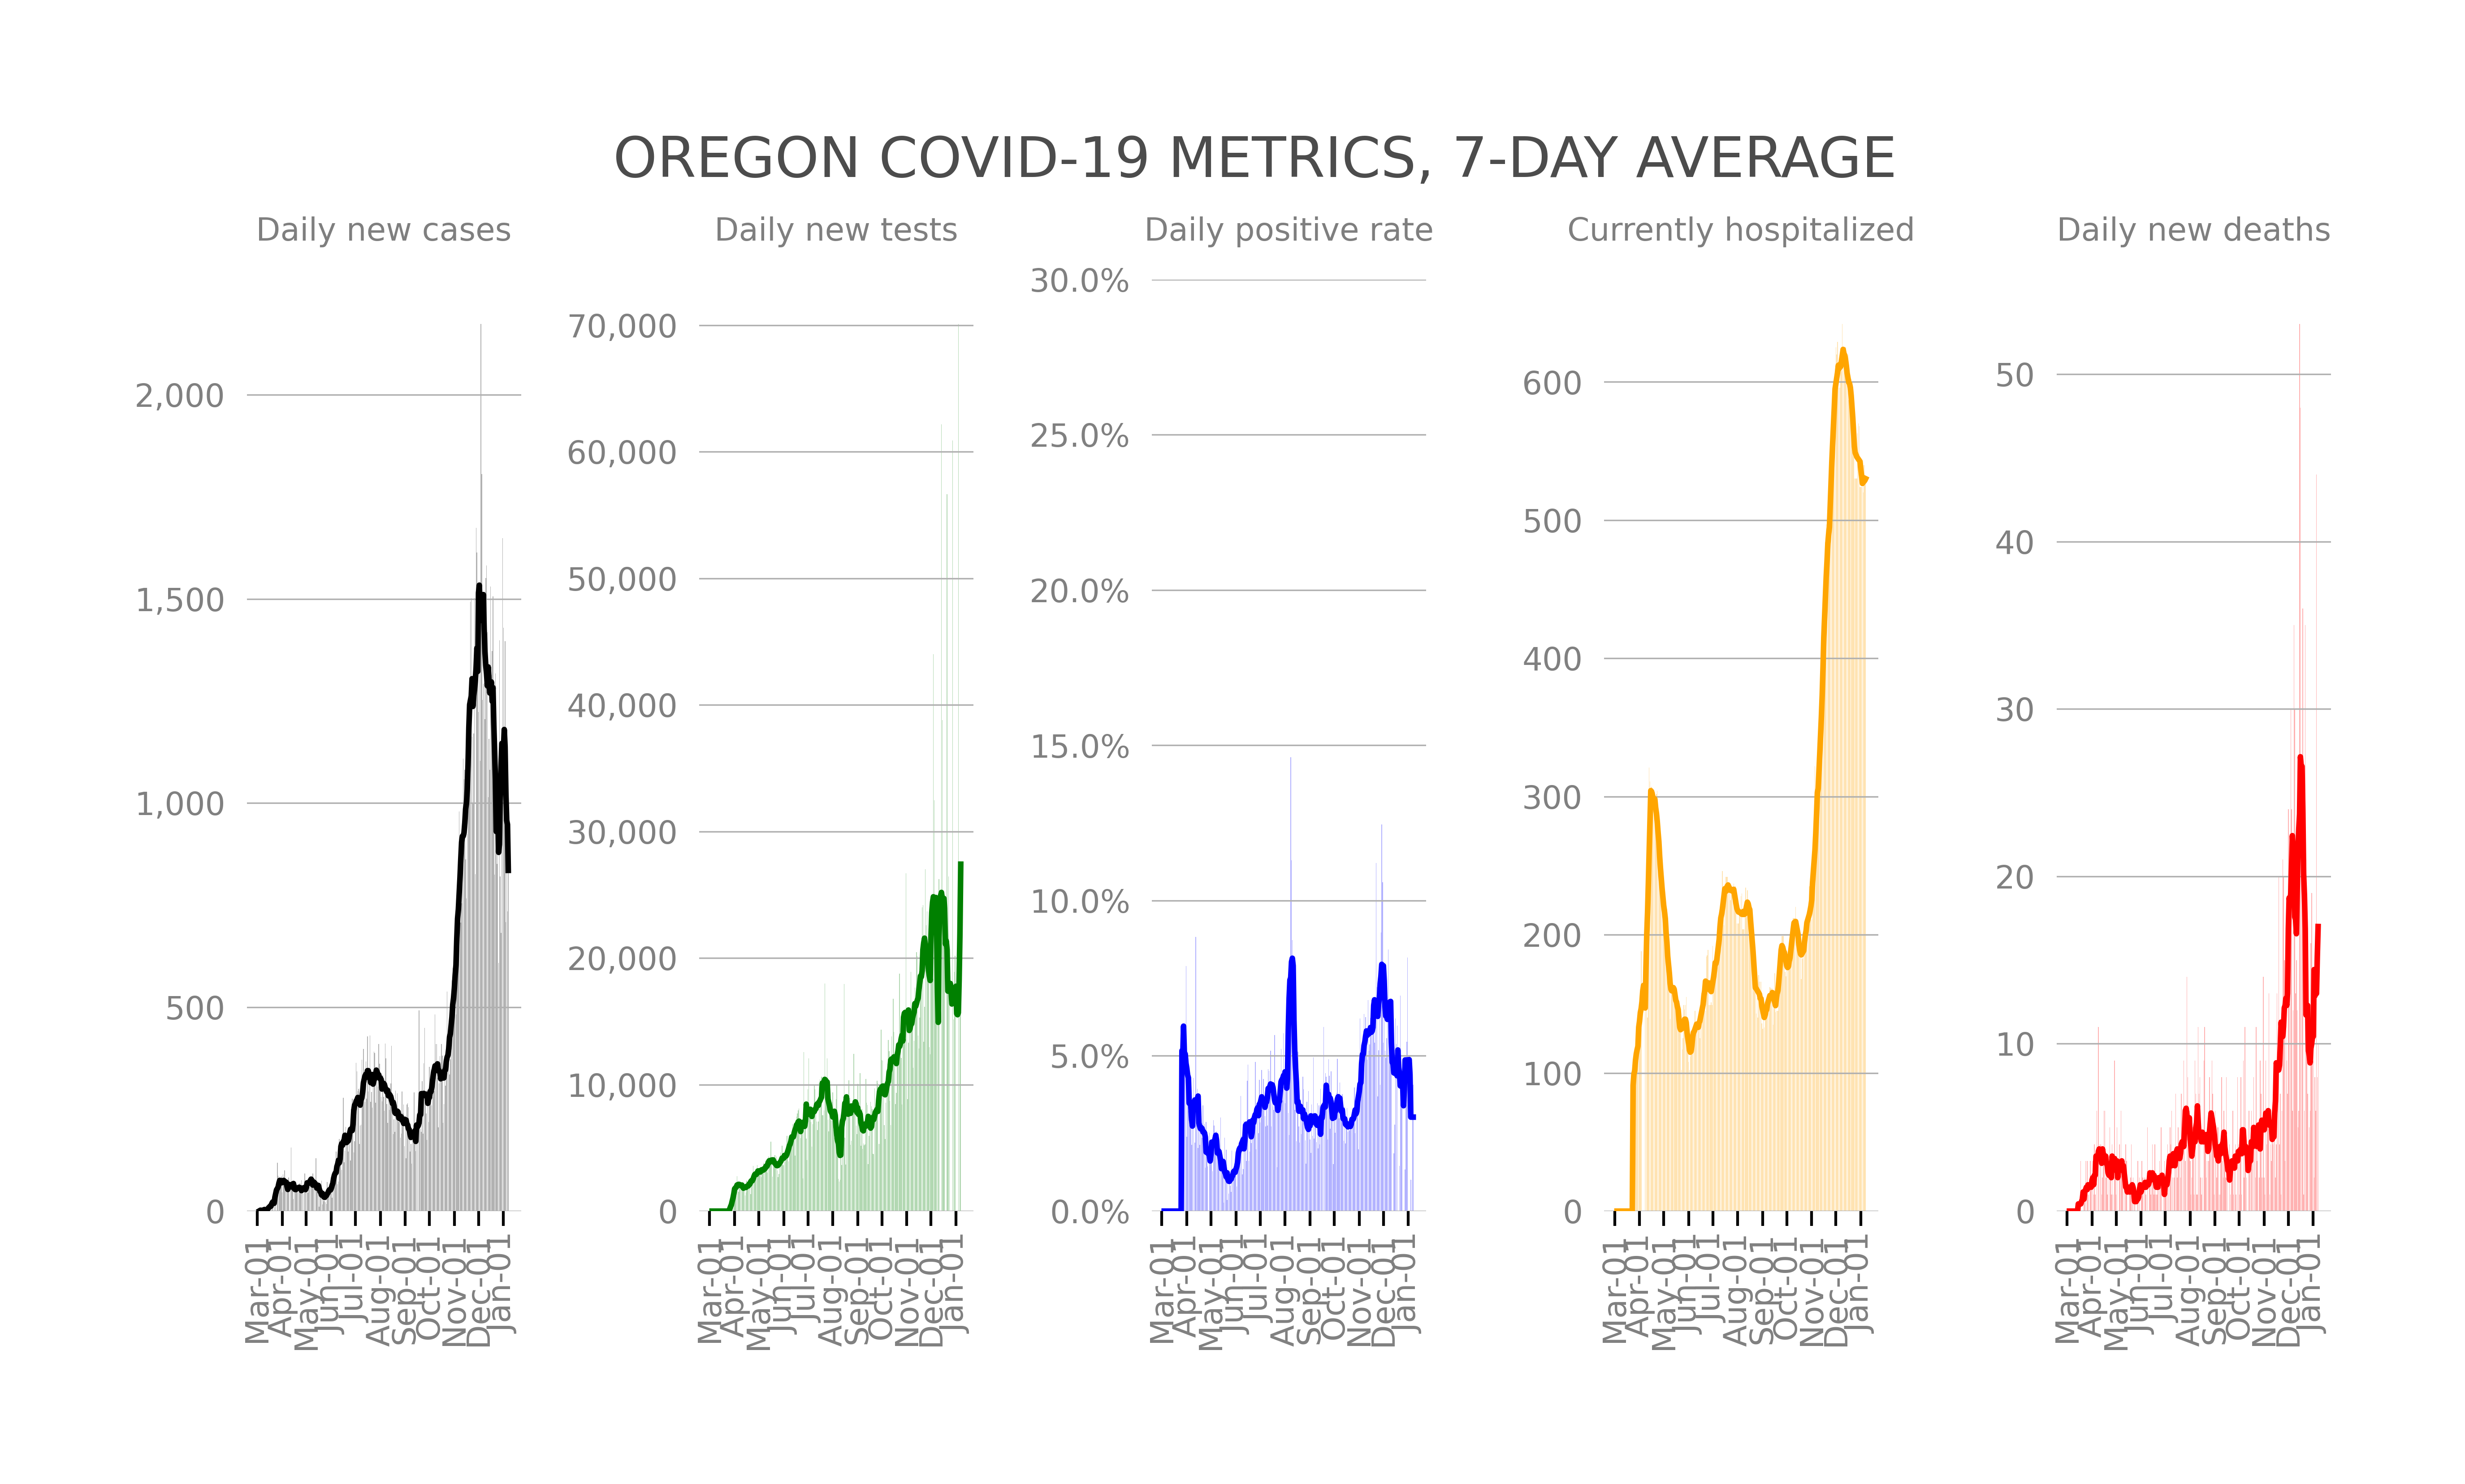 OREGON COVID-19 METRICS, 7-DAY AVERAGE
Daily new cases
2,000
1,500
1,000
500
0
Mar-01
Apr-01
May-01
Jun-01
Jul-01
Aug-01
Sep-01
Oct-01
Nov-01
Dec-01
Jan-01
Daily new tests
70,000
60,000
50,000
40,000
30,000
20,000
10,000
0
Mar-01
Apr-01
May-01
Jun-01
Jul-01
Aug-01
Sep-01
Oct-01
Nov-01
Dec-01
Jan-01
Daily positive rate
30.0%
25.0%
20.0%
15.0%
10.0%
5.0%
0.0%
Mar-01
Apr-01
May-01
Jun-01
Jul-01
Aug-01
Sep-01
Oct-01
Nov-01
Dec-01
Jan-01
Currently hospitalized
600
500
400
300
200
100
0
Mar-01
Apr-01
May-01
Jun-01
Jul-01
Aug-01
Sep-01
Oct-01
Nov-01
Dec-01
Jan-01
Daily new deaths
50
40
30
20
10
0
Mar-01
Apr-01
May-01
Jun-01
Jul-01
Aug-01
Sep-01
Oct-01
Nov-01
Dec-01
Jan-01